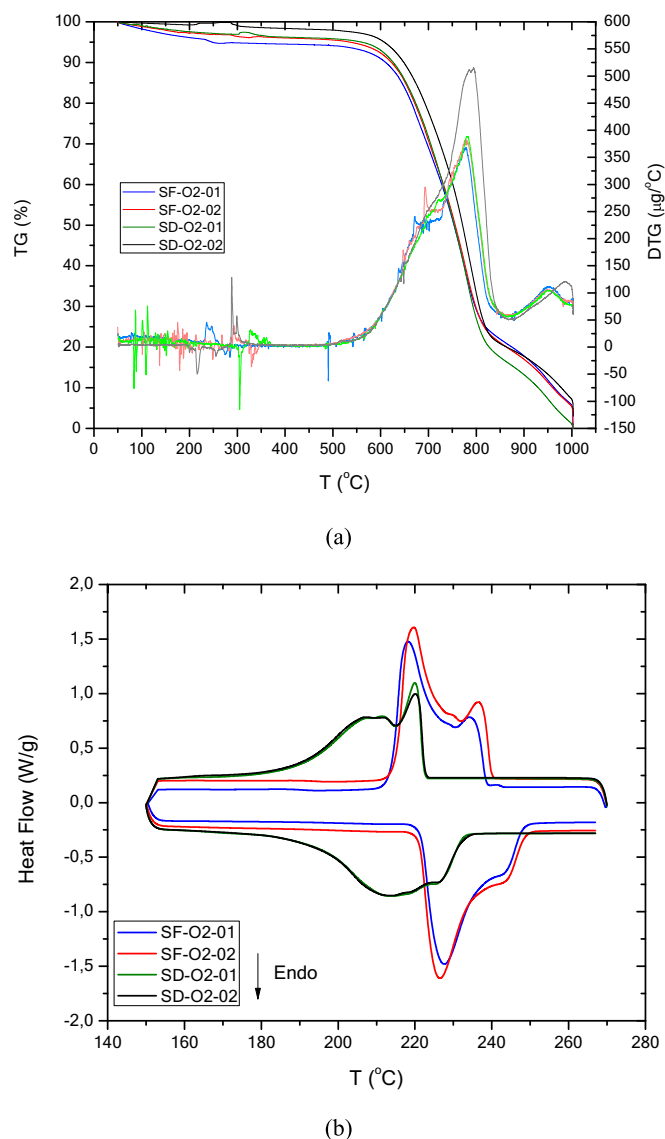 (a)
100
90
80
70
60
50
40
30
20
10
0
TG (%)
600
550
500
450
400
350
300
250
200
150
100
50
0
-50
-100
-150
DTG (µg/°C)
SF-O2-01
SF-O2-02
SD-O2-01
SD-O2-02
0 100 200 300 400 500 600 700 800 900 1000
T (°C)
(a)
2,0
1,5
1,0
0,5
0,0
-0,5
-1,0
-1,5
-2,0
Heat Flow (W/g)
SF-O2-01
SF-O2-02
SD-O2-01
SD-O2-02
Endo
140 160 180 200 220 240 260 280
T (°C)
(b)